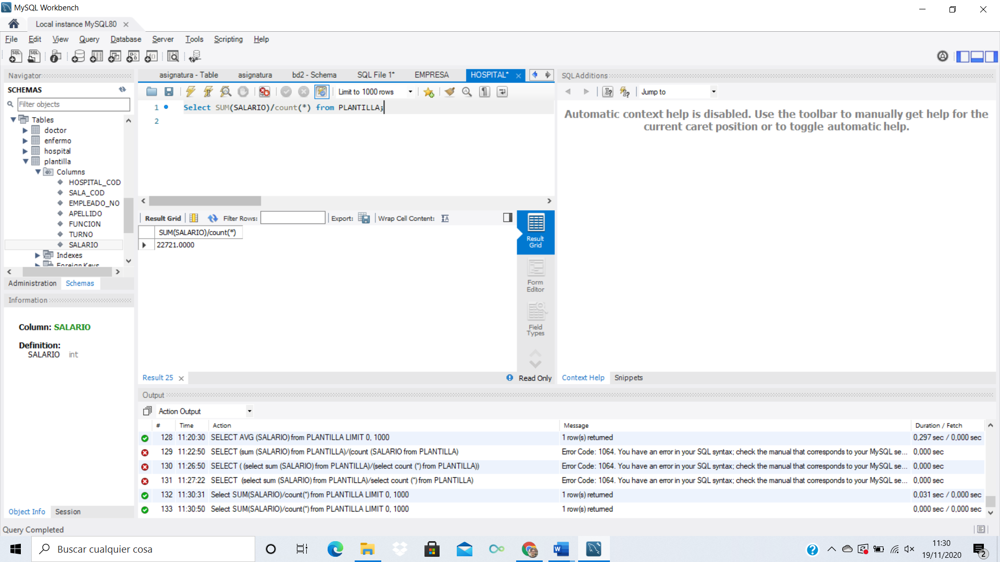 MySQL Workbench
Local instance MySQL80
File Edit View Query Database Server Tools Scripting Help
Navigator
SCHEMAS
Filter objects
Tables
doctor
enfermo
hospital
plantilla
Columns
HOSPITAL_COD
SALA_COD
EMPLEADO_NO
APELLIDO
FUNCION
TURNO
SALARIO
Indexes
Foreign Keys
Administration Schemas
Information
Column: SALARIO
Definition:
SALARIO int
Object Info Session
asignatura - Table asignatura bd2 - Schema SQL File 1* EMPRESA HOSPITAL*
Limit to 1000 rows
1 Select SUM(SALARIO)/count(*) from PLANTILLA;
2
Result Grid Filter Rows: Export: Wrap Cell Content:
SUM(SALARIO)/count(*)
22721.0000
Result Grid
Form Editor
Field Types
Result 25 Read Only
SQLAdditions
Jump to
Automatic context help is disabled. Use the toolbar to manually get help for the
current caret position or to toggle automatic help.
Context Help Snippets
Output
Action Output
# Time Action Message Duration / Fetch
128 11:20:30 SELECT AVG (SALARIO) from PLANTILLA LIMIT 0, 1000 1 row(s) returned 0,297 sec / 0,000 sec
129 11:22:50 SELECT (sum (SALARIO) from PLANTILLA)/(count (SALARIO from PLANTILLA) Error Code: 1064. You have an error in your SQL syntax; check the manual that corresponds to your MySQL se... 0,000 sec
130 11:26:50 SELECT ( (select sum (SALARIO) from PLANTILLA)/(select count (*) from PLANTILLA)) Error Code: 1064. You have an error in your SQL syntax; check the manual that corresponds to your MySQL se... 0,000 sec
131 11:27:22 SELECT (select sum (SALARIO) from PLANTILLA)/select count (*) from PLANTILLA) Error Code: 1064. You have an error in your SQL syntax; check the manual that corresponds to your MySQL se... 0,000 sec
132 11:30:31 Select SUM(SALARIO)/count(*) from PLANTILLA LIMIT 0, 1000 1 row(s) returned 0,031 sec / 0,000 sec
133 11:30:50 Select SUM(SALARIO)/count(*) from PLANTILLA LIMIT 0, 1000 1 row(s) returned 0,000 sec / 0,000 sec
Query Completed
Buscar cualquier cosa
11:30
19/11/2020
2